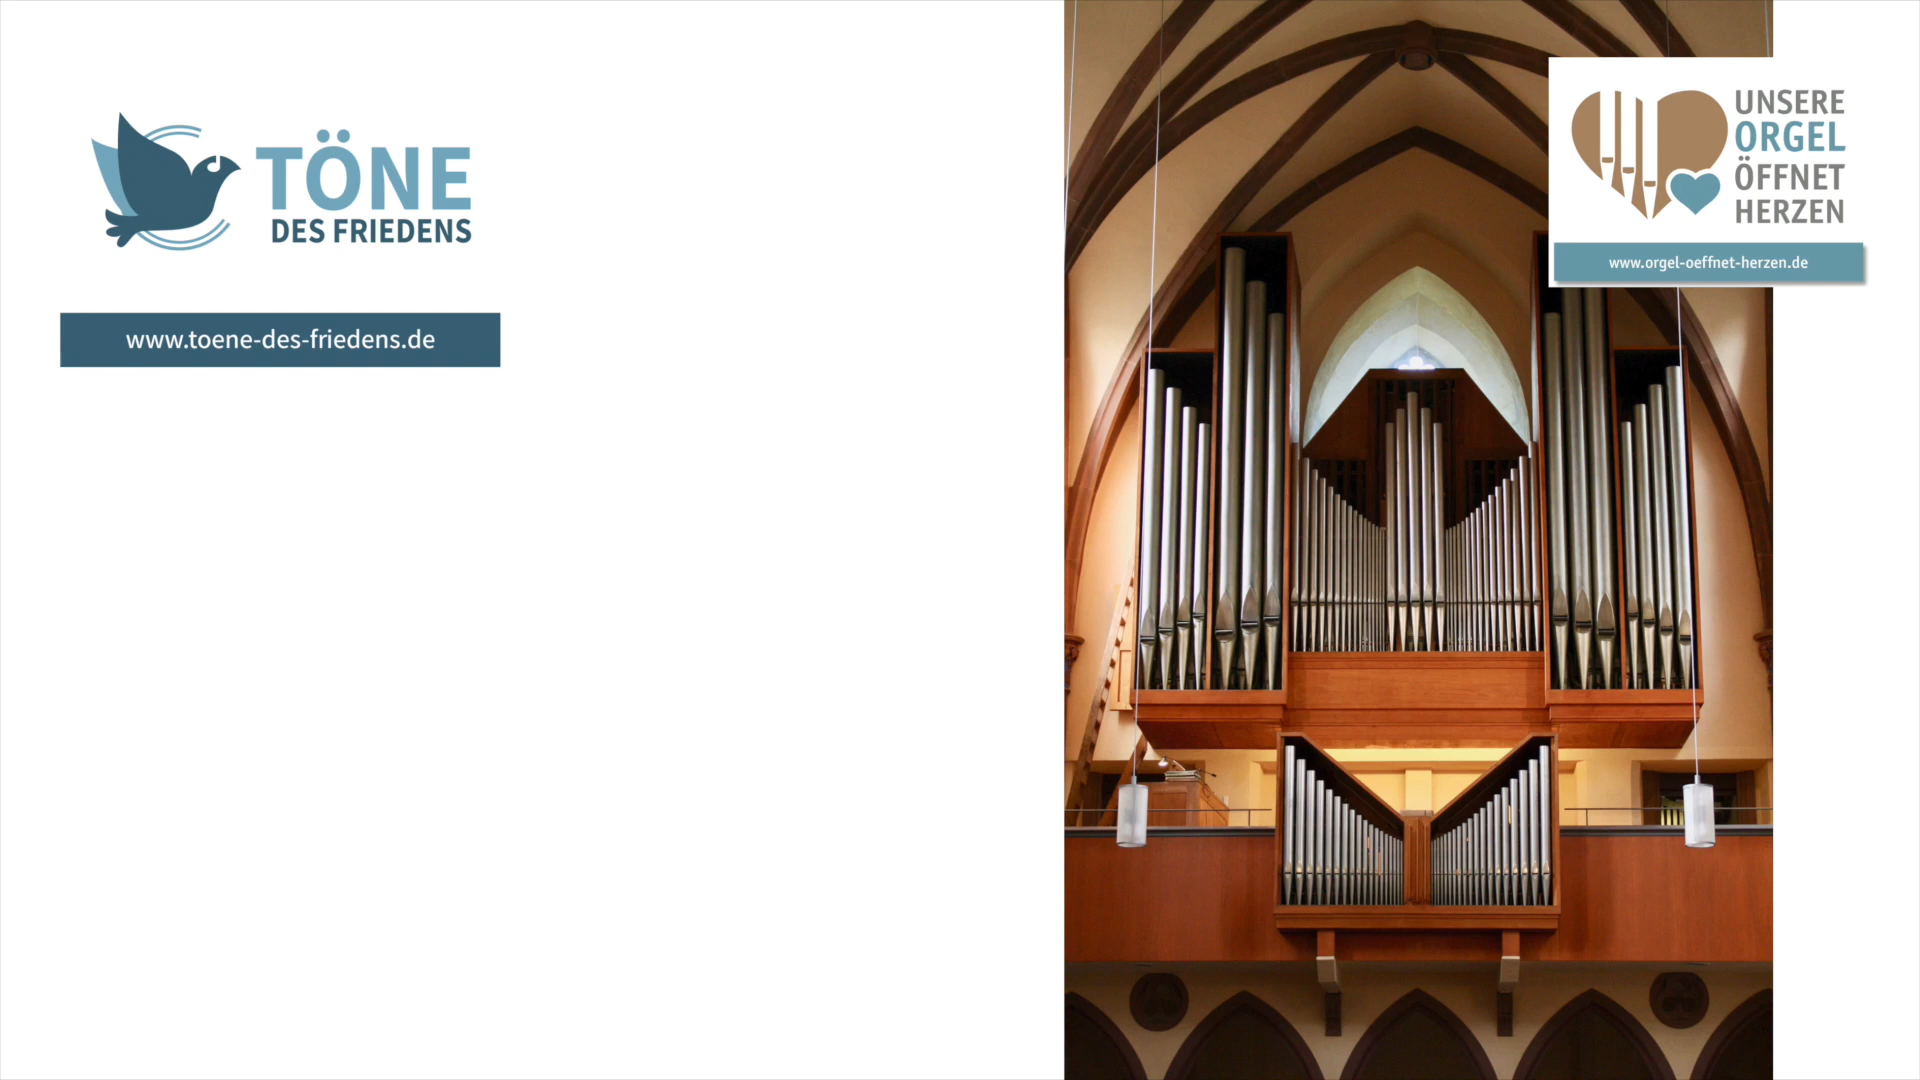 TÖNE
DES FRIEDENS
www.toene-des-friedens.de
UNSERE
ORGEL
ÖFFNET
HERZEN
www.orgel-oeffnet-herzen.de